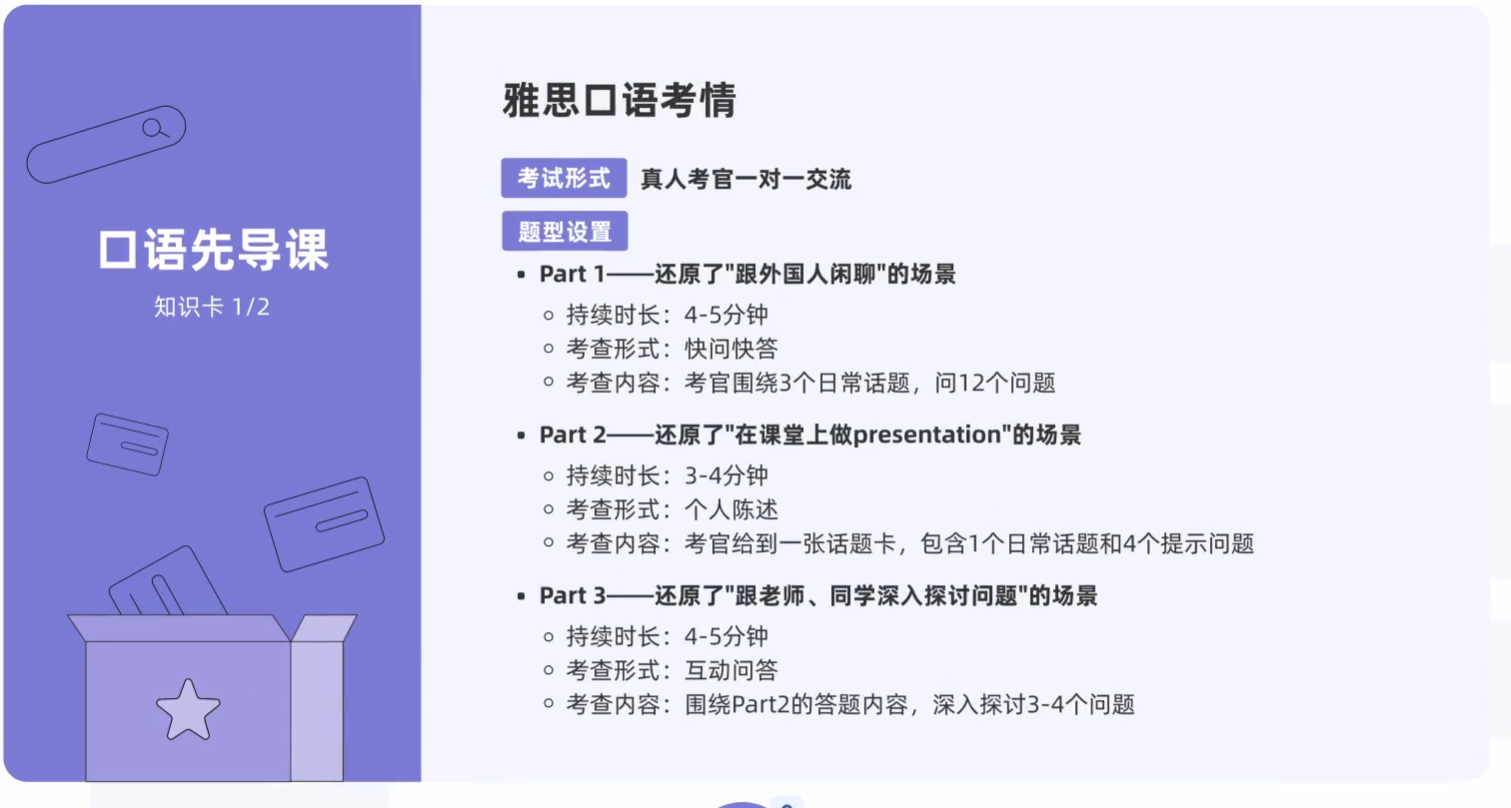 口语先导课
知识卡 1/2
雅思口语考情
考试形式 真人考官一对一交流
题型设置
• Part 1——还原了"跟外国人闲聊"的场景
○ 持续时长：4-5分钟
○ 考查形式：快问快答
○ 考查内容：考官围绕3个日常话题，问12个问题
• Part 2——还原了"在课堂上做presentation"的场景
○ 持续时长：3-4分钟
○ 考查形式：个人陈述
○ 考查内容：考官给到一张话题卡，包含1个日常话题和4个提示问题
• Part 3——还原了"跟老师、同学深入探讨问题"的场景
○ 持续时长：4-5分钟
○ 考查形式：互动问答
○ 考查内容：围绕Part2的答题内容，深入探讨3-4个问题